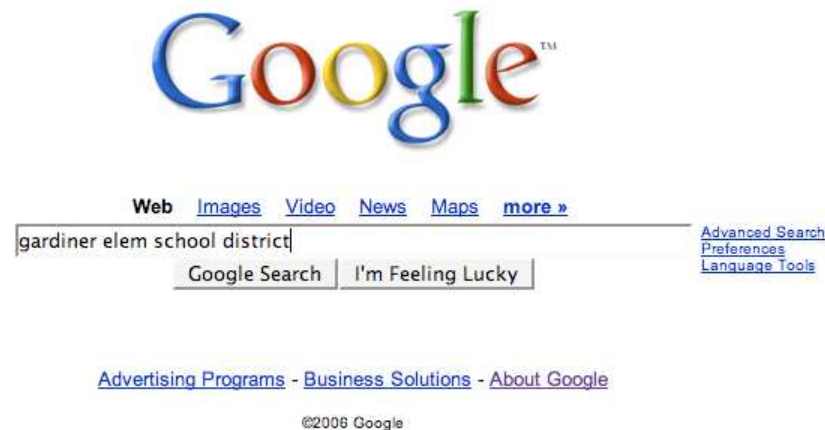 Google™
Web Images Video News Maps more »
gardiner elem school district
Advanced Search
Preferences
Language Tools
Google Search I'm Feeling Lucky
Advertising Programs - Business Solutions - About Google
©2006 Google